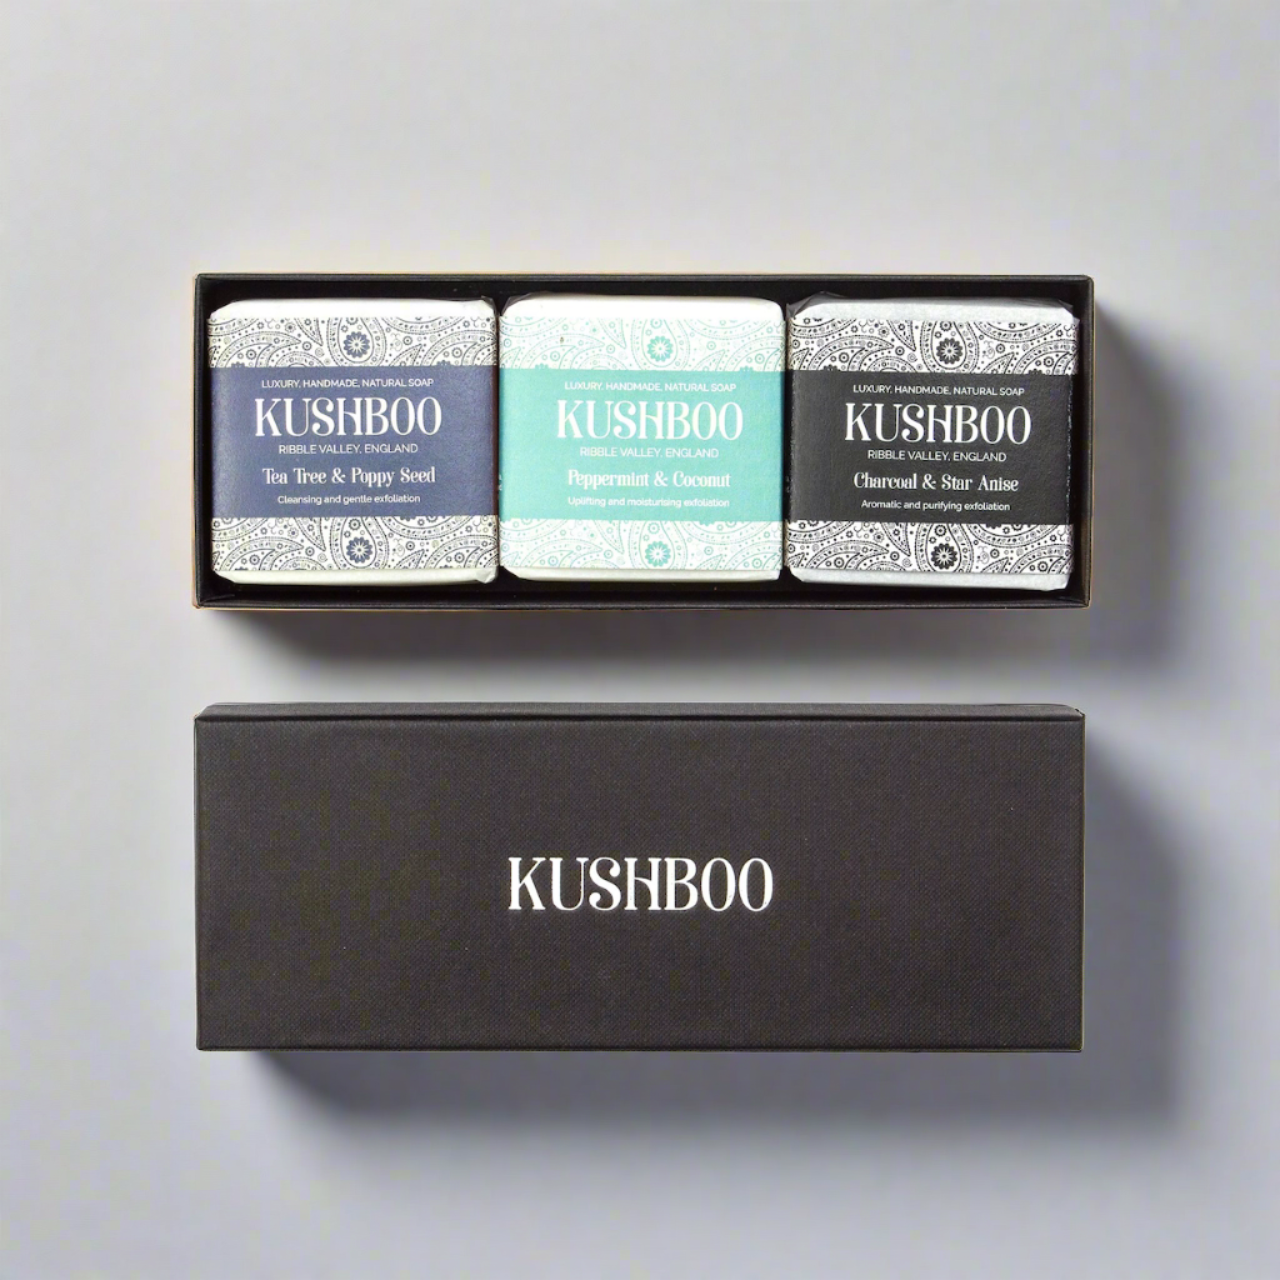 LUXURY, HANDMADE, NATURAL SOAP
KUSHBOO
RIBBLE VALLEY, ENGLAND
Tea Tree & Poppy Seed
Cleansing and gentle exfoliation
LUXURY, HANDMADE, NATURAL SOAP
KUSHBOO
RIBBLE VALLEY, ENGLAND
Peppermint & Coconut
Uplifting and moisturising exfoliation
LUXURY, HANDMADE, NATURAL SOAP
KUSHBOO
RIBBLE VALLEY, ENGLAND
Charcoal & Star Anise
Aromatic and purifying exfoliation
KUSHBOO